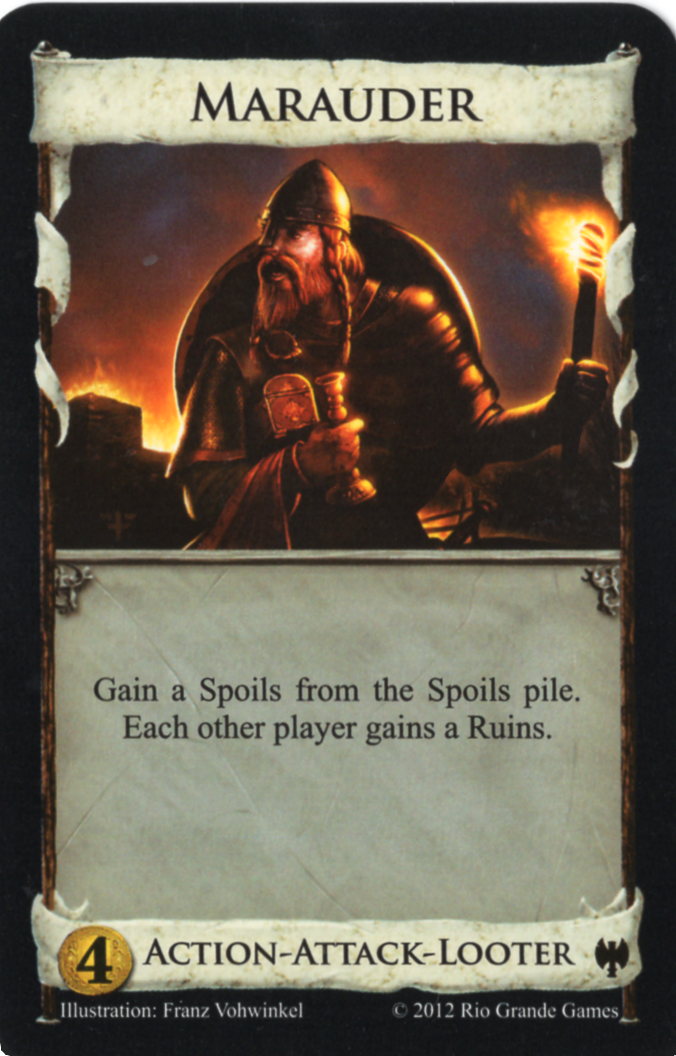 MARAUDER
Gain a Spoils from the Spoils pile.
Each other player gains a Ruins.
4 ACTION-ATTACK-LOOTER
Illustration: Franz Vohwinkel © 2012 Rio Grande Games